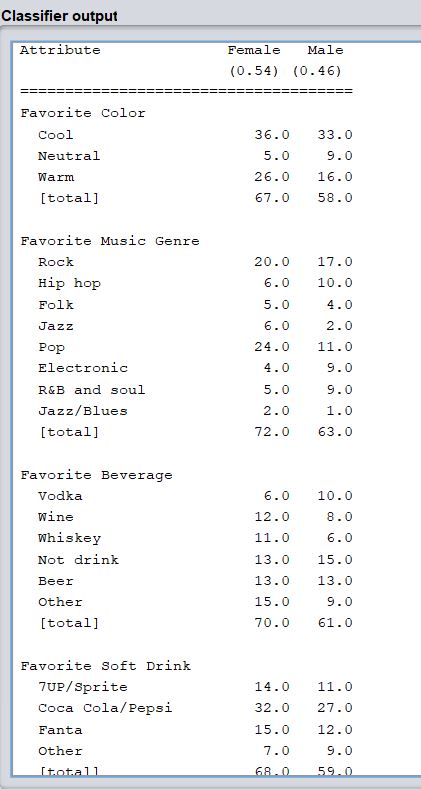 Classifier output
Attribute Female Male
(0.54) (0.46)
=====================================
Favorite Color
Cool 36.0 33.0
Neutral 5.0 9.0
Warm 26.0 16.0
[total] 67.0 58.0
Favorite Music Genre
Rock 20.0 17.0
Hip hop 6.0 10.0
Folk 5.0 4.0
Jazz 6.0 2.0
Pop 24.0 11.0
Electronic 4.0 9.0
R&B and soul 5.0 9.0
Jazz/Blues 2.0 1.0
[total] 72.0 63.0
Favorite Beverage
Vodka 6.0 10.0
Wine 12.0 8.0
Whiskey 11.0 6.0
Not drink 13.0 15.0
Beer 13.0 13.0
Other 15.0 9.0
[total] 70.0 61.0
Favorite Soft Drink
7UP/Sprite 14.0 11.0
Coca Cola/Pepsi 32.0 27.0
Fanta 15.0 12.0
Other 7.0 9.0
[total] 68.0 59.0